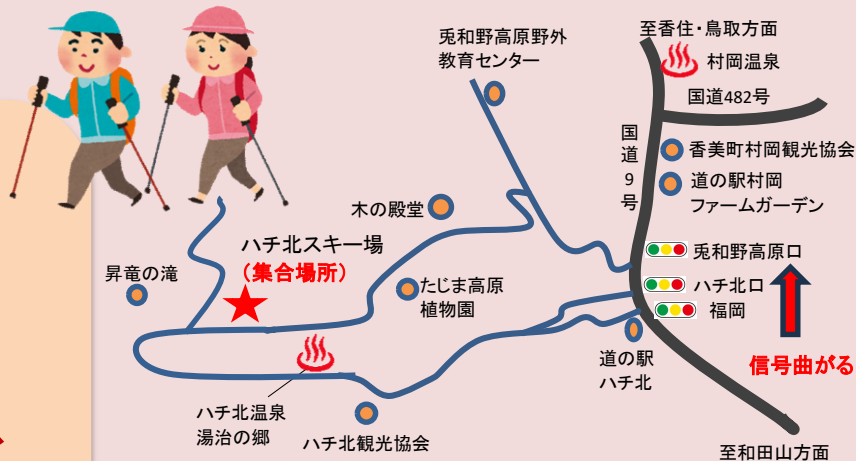 至香住・鳥取方面
村岡温泉
国道482号
国道9号
香美町村岡観光協会
道の駅村岡
ファームガーデン
兎和野高原野外
教育センター
木の殿堂
ハチ北スキー場
（集合場所）
昇竜の滝
たじま高原
植物園
兎和野高原口
ハチ北口
福岡
信号曲がる
道の駅
ハチ北
ハチ北温泉
湯治の郷
ハチ北観光協会
至和田山方面